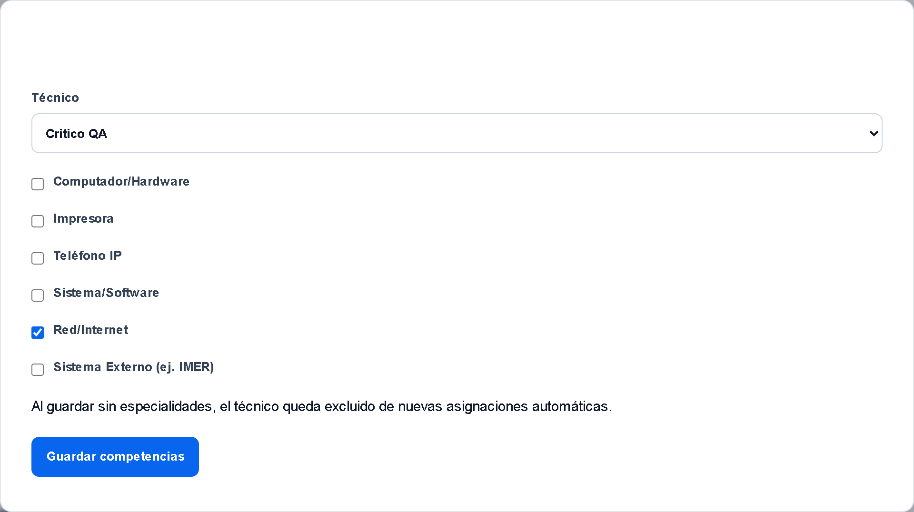 Técnico
Critico QA
Computador/Hardware
Impresora
Teléfono IP
Sistema/Software
Red/Internet
Sistema Externo (ej. IMER)
Al guardar sin especialidades, el técnico queda excluido de nuevas asignaciones automáticas.
Guardar competencias